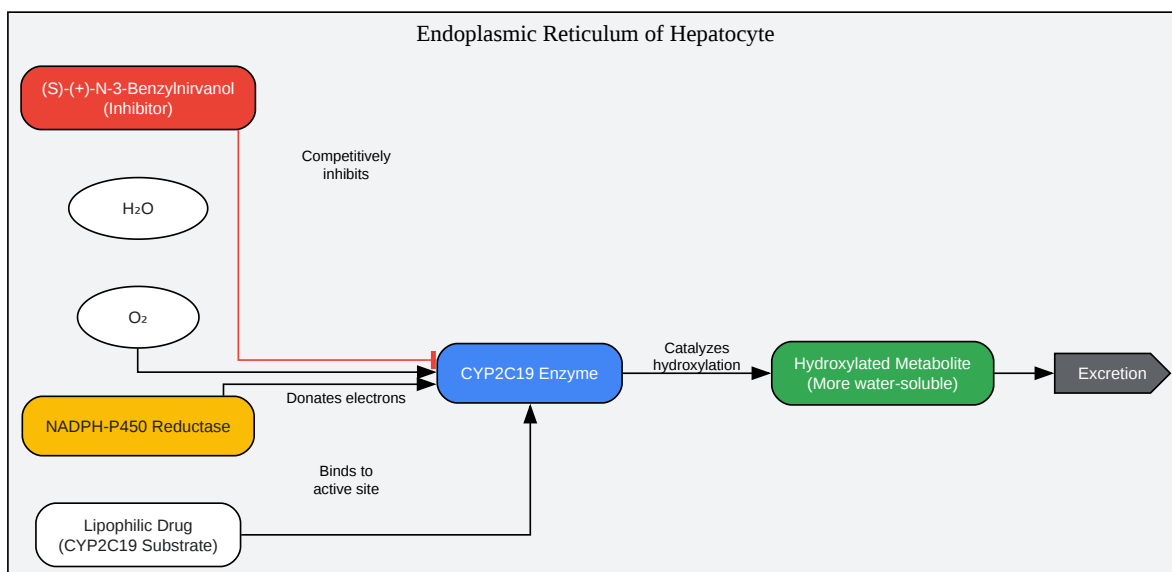 Endoplasmic Reticulum of Hepatocyte
(S)-(+)-N-3-Benzylnirvanol
(Inhibitor)
Competitively
inhibits
H₂O
O₂
CYP2C19 Enzyme
Catalyzes
hydroxylation
Hydroxylated Metabolite
(More water-soluble)
Excretion
Donates electrons
NADPH-P450 Reductase
Binds to
active site
Lipophilic Drug
(CYP2C19 Substrate)